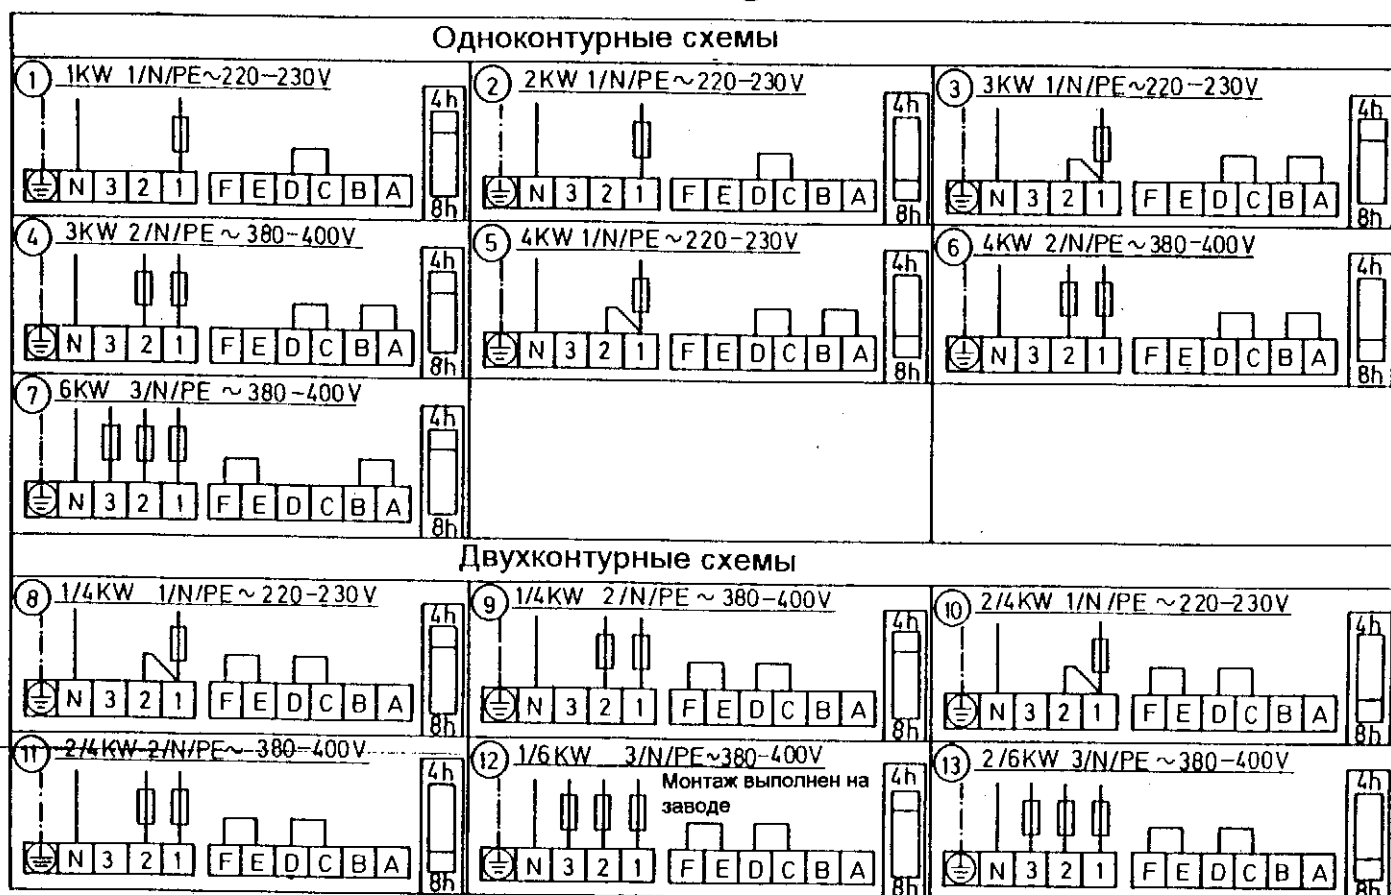 Одноконтурные схемы
1 1KW 1/N/PE~220-230V
4h
N 3 2 1 F E D C B A
8h
2 2KW 1/N/PE~220-230V
4h
N 3 2 1 F E D C B A
8h
3 3KW 1/N/PE~220-230V
4h
N 3 2 1 F E D C B A
8h
4 3KW 2/N/PE~380-400V
4h
N 3 2 1 F E D C B A
8h
5 4KW 1/N/PE~220-230V
4h
N 3 2 1 F E D C B A
8h
6 4KW 2/N/PE~380-400V
4h
N 3 2 1 F E D C B A
8h
7 6KW 3/N/PE~380-400V
4h
N 3 2 1 F E D C B A
8h
Двухконтурные схемы
8 1/4KW 1/N/PE~220-230V
4h
N 3 2 1 F E D C B A
8h
9 1/4KW 2/N/PE~380-400V
4h
N 3 2 1 F E D C B A
8h
10 2/4KW 1/N/PE~220-230V
4h
N 3 2 1 F E D C B A
8h
11 2/4KW 2/N/PE~380-400V
4h
N 3 2 1 F E D C B A
8h
12 1/6KW 3/N/PE~380-400V
Монтаж выполнен на
заводе
4h
N 3 2 1 F E D C B A
8h
13 2/6KW 3/N/PE~380-400V
4h
N 3 2 1 F E D C B A
8h